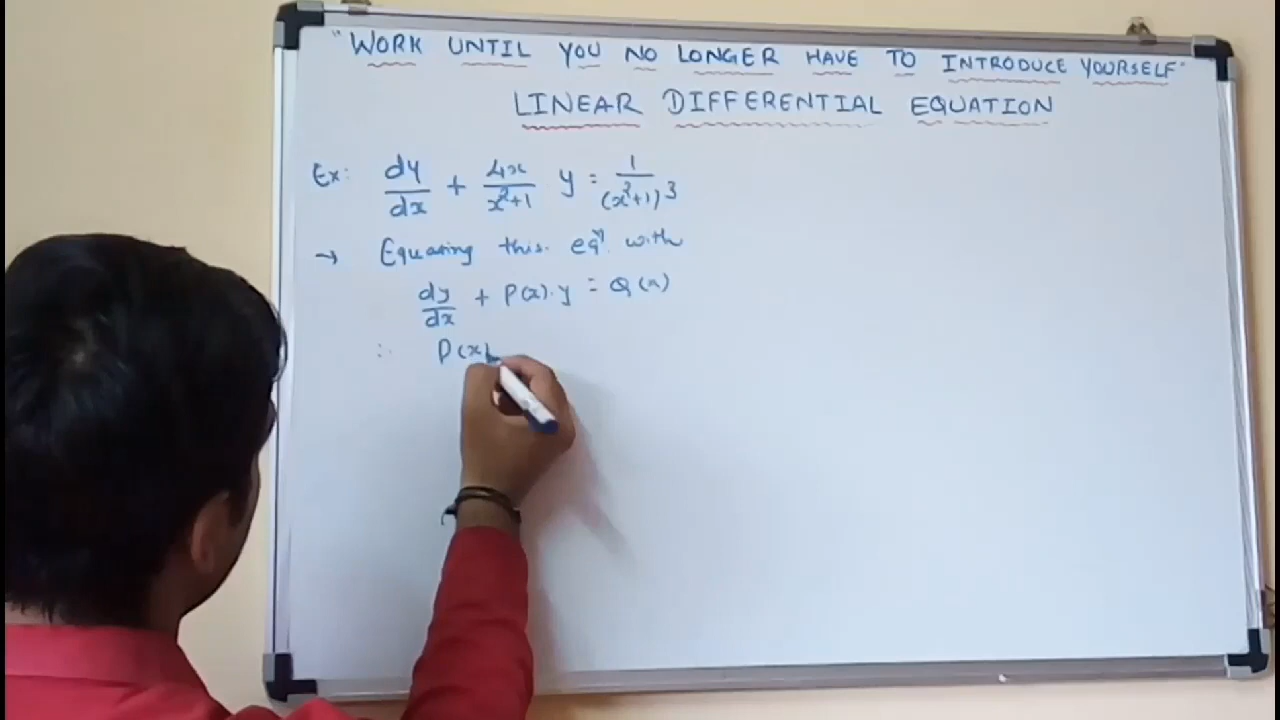 "WORK UNTIL YOU NO LONGER HAVE TO INTRODUCE YOURSELF"
LINEAR DIFFERENTIAL EQUATION
Ex: dy/dx + 4x/x²+1 y = 1/(x²+1)³
→ Equating this eqⁿ with
dy/dx + P(x).y = Q(x)
∴ P(x)